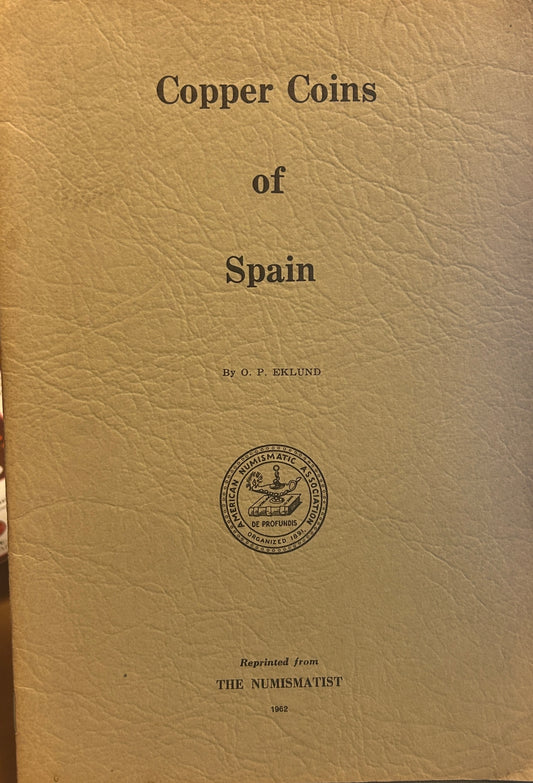 Copper Coins
of
Spain
By O. P. EKLUND
AMERICAN NUMISMATIC ASSOCIATION
DE PROFUNDIS
ORGANIZED 1891.
Reprinted from
THE NUMISMATIST
1962